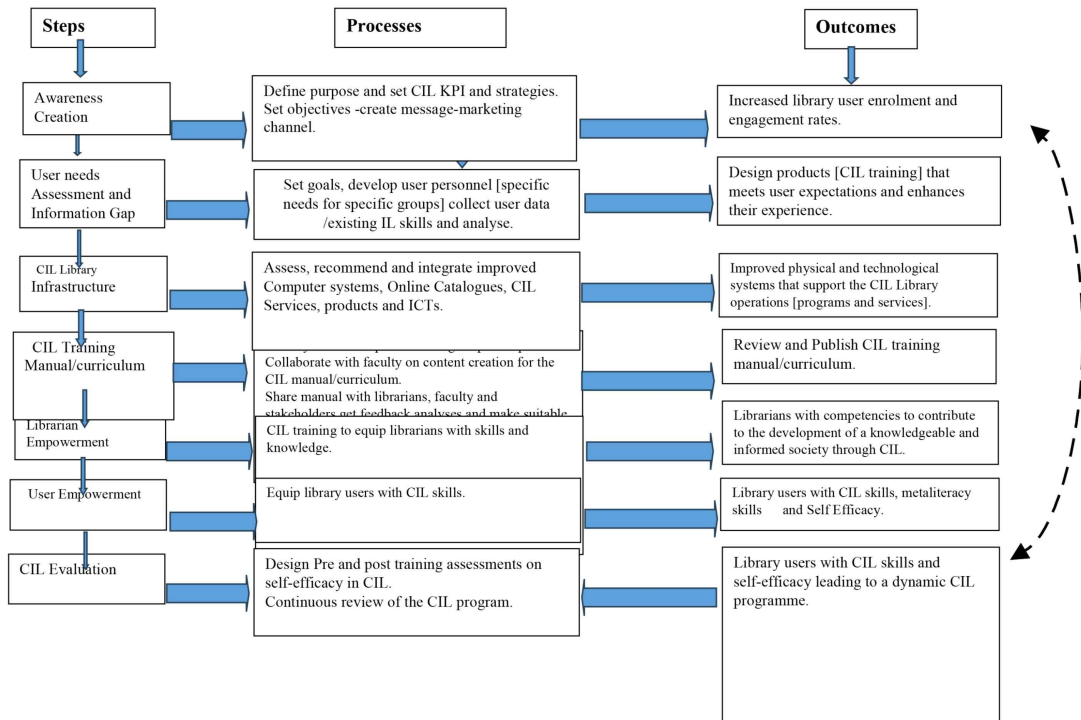 Steps
Processes
Outcomes
Awareness
Creation
Define purpose and set CIL KPI and strategies.
Set objectives -create message-marketing
channel.
Increased library user enrolment and
engagement rates.
User needs
Assessment and
Information Gap
Set goals, develop user personnel [specific
needs for specific groups] collect user data
/existing IL skills and analyse.
Design products [CIL training] that
meets user expectations and enhances
their experience.
CIL Library
Infrastructure
Assess, recommend and integrate improved
Computer systems, Online Catalogues, CIL
Services, products and ICTs.
Improved physical and technological
systems that support the CIL Library
operations [programs and services].
CIL Training
Manual/curriculum
Collaborate with faculty on content creation for the
CIL manual/curriculum.
Share manual with librarians, faculty and
stakeholders get feedback analyses and make suitable
Review and Publish CIL training
manual/curriculum.
Librarian
Empowerment
CIL training to equip librarians with skills and
knowledge.
Librarians with competencies to contribute
to the development of a knowledgeable and
informed society through CIL.
User Empowerment
Equip library users with CIL skills.
Library users with CIL skills, metaliteracy
skills and Self Efficacy.
CIL Evaluation
Design Pre and post training assessments on
self-efficacy in CIL.
Continuous review of the CIL program.
Library users with CIL skills and
self-efficacy leading to a dynamic CIL
programme.